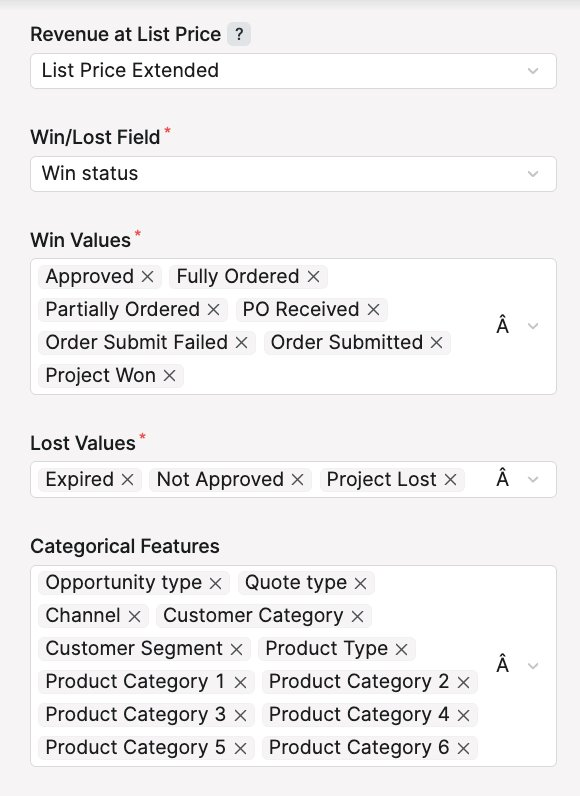 Revenue at List Price ?
List Price Extended
Win/Lost Field *
Win status
Win Values *
Approved × Fully Ordered ×
Partially Ordered × PO Received ×
Â
Order Submit Failed × Order Submitted ×
Project Won ×
Lost Values *
Expired × Not Approved × Project Lost × Â
Categorical Features
Opportunity type × Quote type ×
Channel × Customer Category ×
Customer Segment × Product Type ×
Â
Product Category 1 × Product Category 2 ×
Product Category 3 × Product Category 4 ×
Product Category 5 × Product Category 6 ×